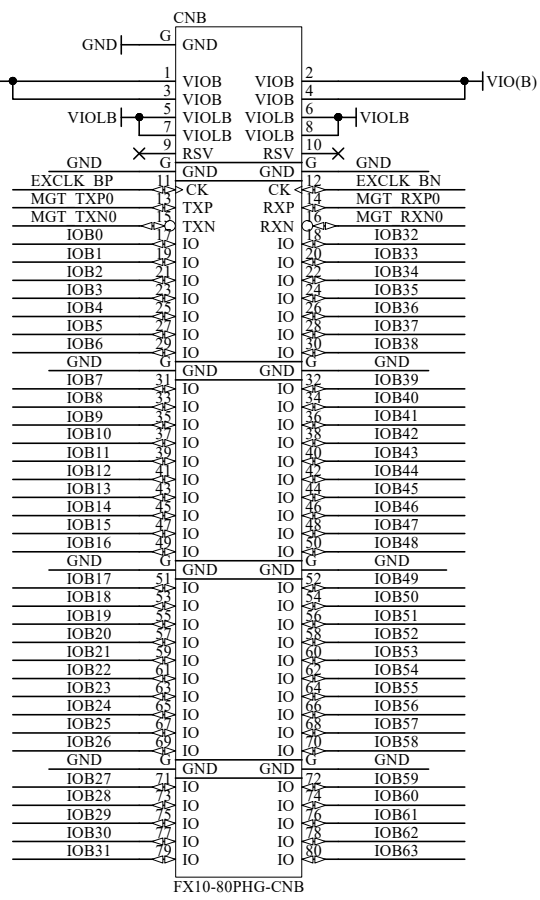 CNB
GND G GND
1 VIOB VIOB 2 VIO(B)
3 VIOB VIOB 4
VIOLB 5 VIOLB VIOLB 6 VIOLB
7 VIOLB VIOLB 8
9 RSV RSV 10
GND G GND GND G GND
EXCLK_BP 11 CK CK 12 EXCLK_BN
MGT_TXP0 13 TXP RXP 14 MGT_RXP0
MGT_TXN0 15 TXN RXN 16 MGT_RXN0
IOB0 17 IO IO 18 IOB32
IOB1 19 IO IO 20 IOB33
IOB2 21 IO IO 22 IOB34
IOB3 23 IO IO 24 IOB35
IOB4 25 IO IO 26 IOB36
IOB5 27 IO IO 28 IOB37
IOB6 29 IO IO 30 IOB38
GND G GND GND G GND
IOB7 31 IO IO 32 IOB39
IOB8 33 IO IO 34 IOB40
IOB9 35 IO IO 36 IOB41
IOB10 37 IO IO 38 IOB42
IOB11 39 IO IO 40 IOB43
IOB12 41 IO IO 42 IOB44
IOB13 43 IO IO 44 IOB45
IOB14 45 IO IO 46 IOB46
IOB15 47 IO IO 48 IOB47
IOB16 49 IO IO 50 IOB48
GND G GND GND G GND
IOB17 51 IO IO 52 IOB49
IOB18 53 IO IO 54 IOB50
IOB19 55 IO IO 56 IOB51
IOB20 57 IO IO 58 IOB52
IOB21 59 IO IO 60 IOB53
IOB22 61 IO IO 62 IOB54
IOB23 63 IO IO 64 IOB55
IOB24 65 IO IO 66 IOB56
IOB25 67 IO IO 68 IOB57
IOB26 69 IO IO 70 IOB58
GND G GND GND G GND
IOB27 71 IO IO 72 IOB59
IOB28 73 IO IO 74 IOB60
IOB29 75 IO IO 76 IOB61
IOB30 77 IO IO 78 IOB62
IOB31 79 IO IO 80 IOB63
FX10-80PHG-CNB